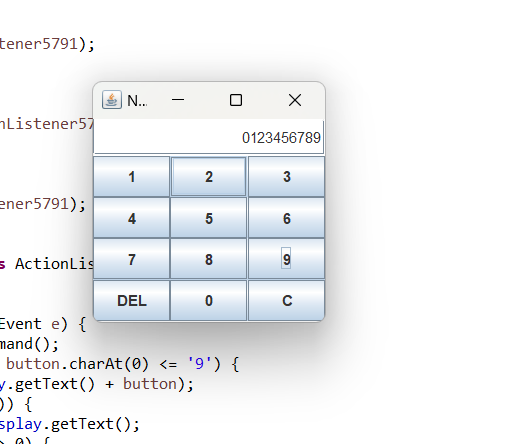 tener5791);
N...
nListener57
0123456789
1 2 3
ener5791);
4 5 6
s ActionLis
7 8 9
DEL 0 C
Event e) {
mand();
button.charAt(0) <= '9') {
y.getText() + button);
)) {
splay.getText();
> 0) {